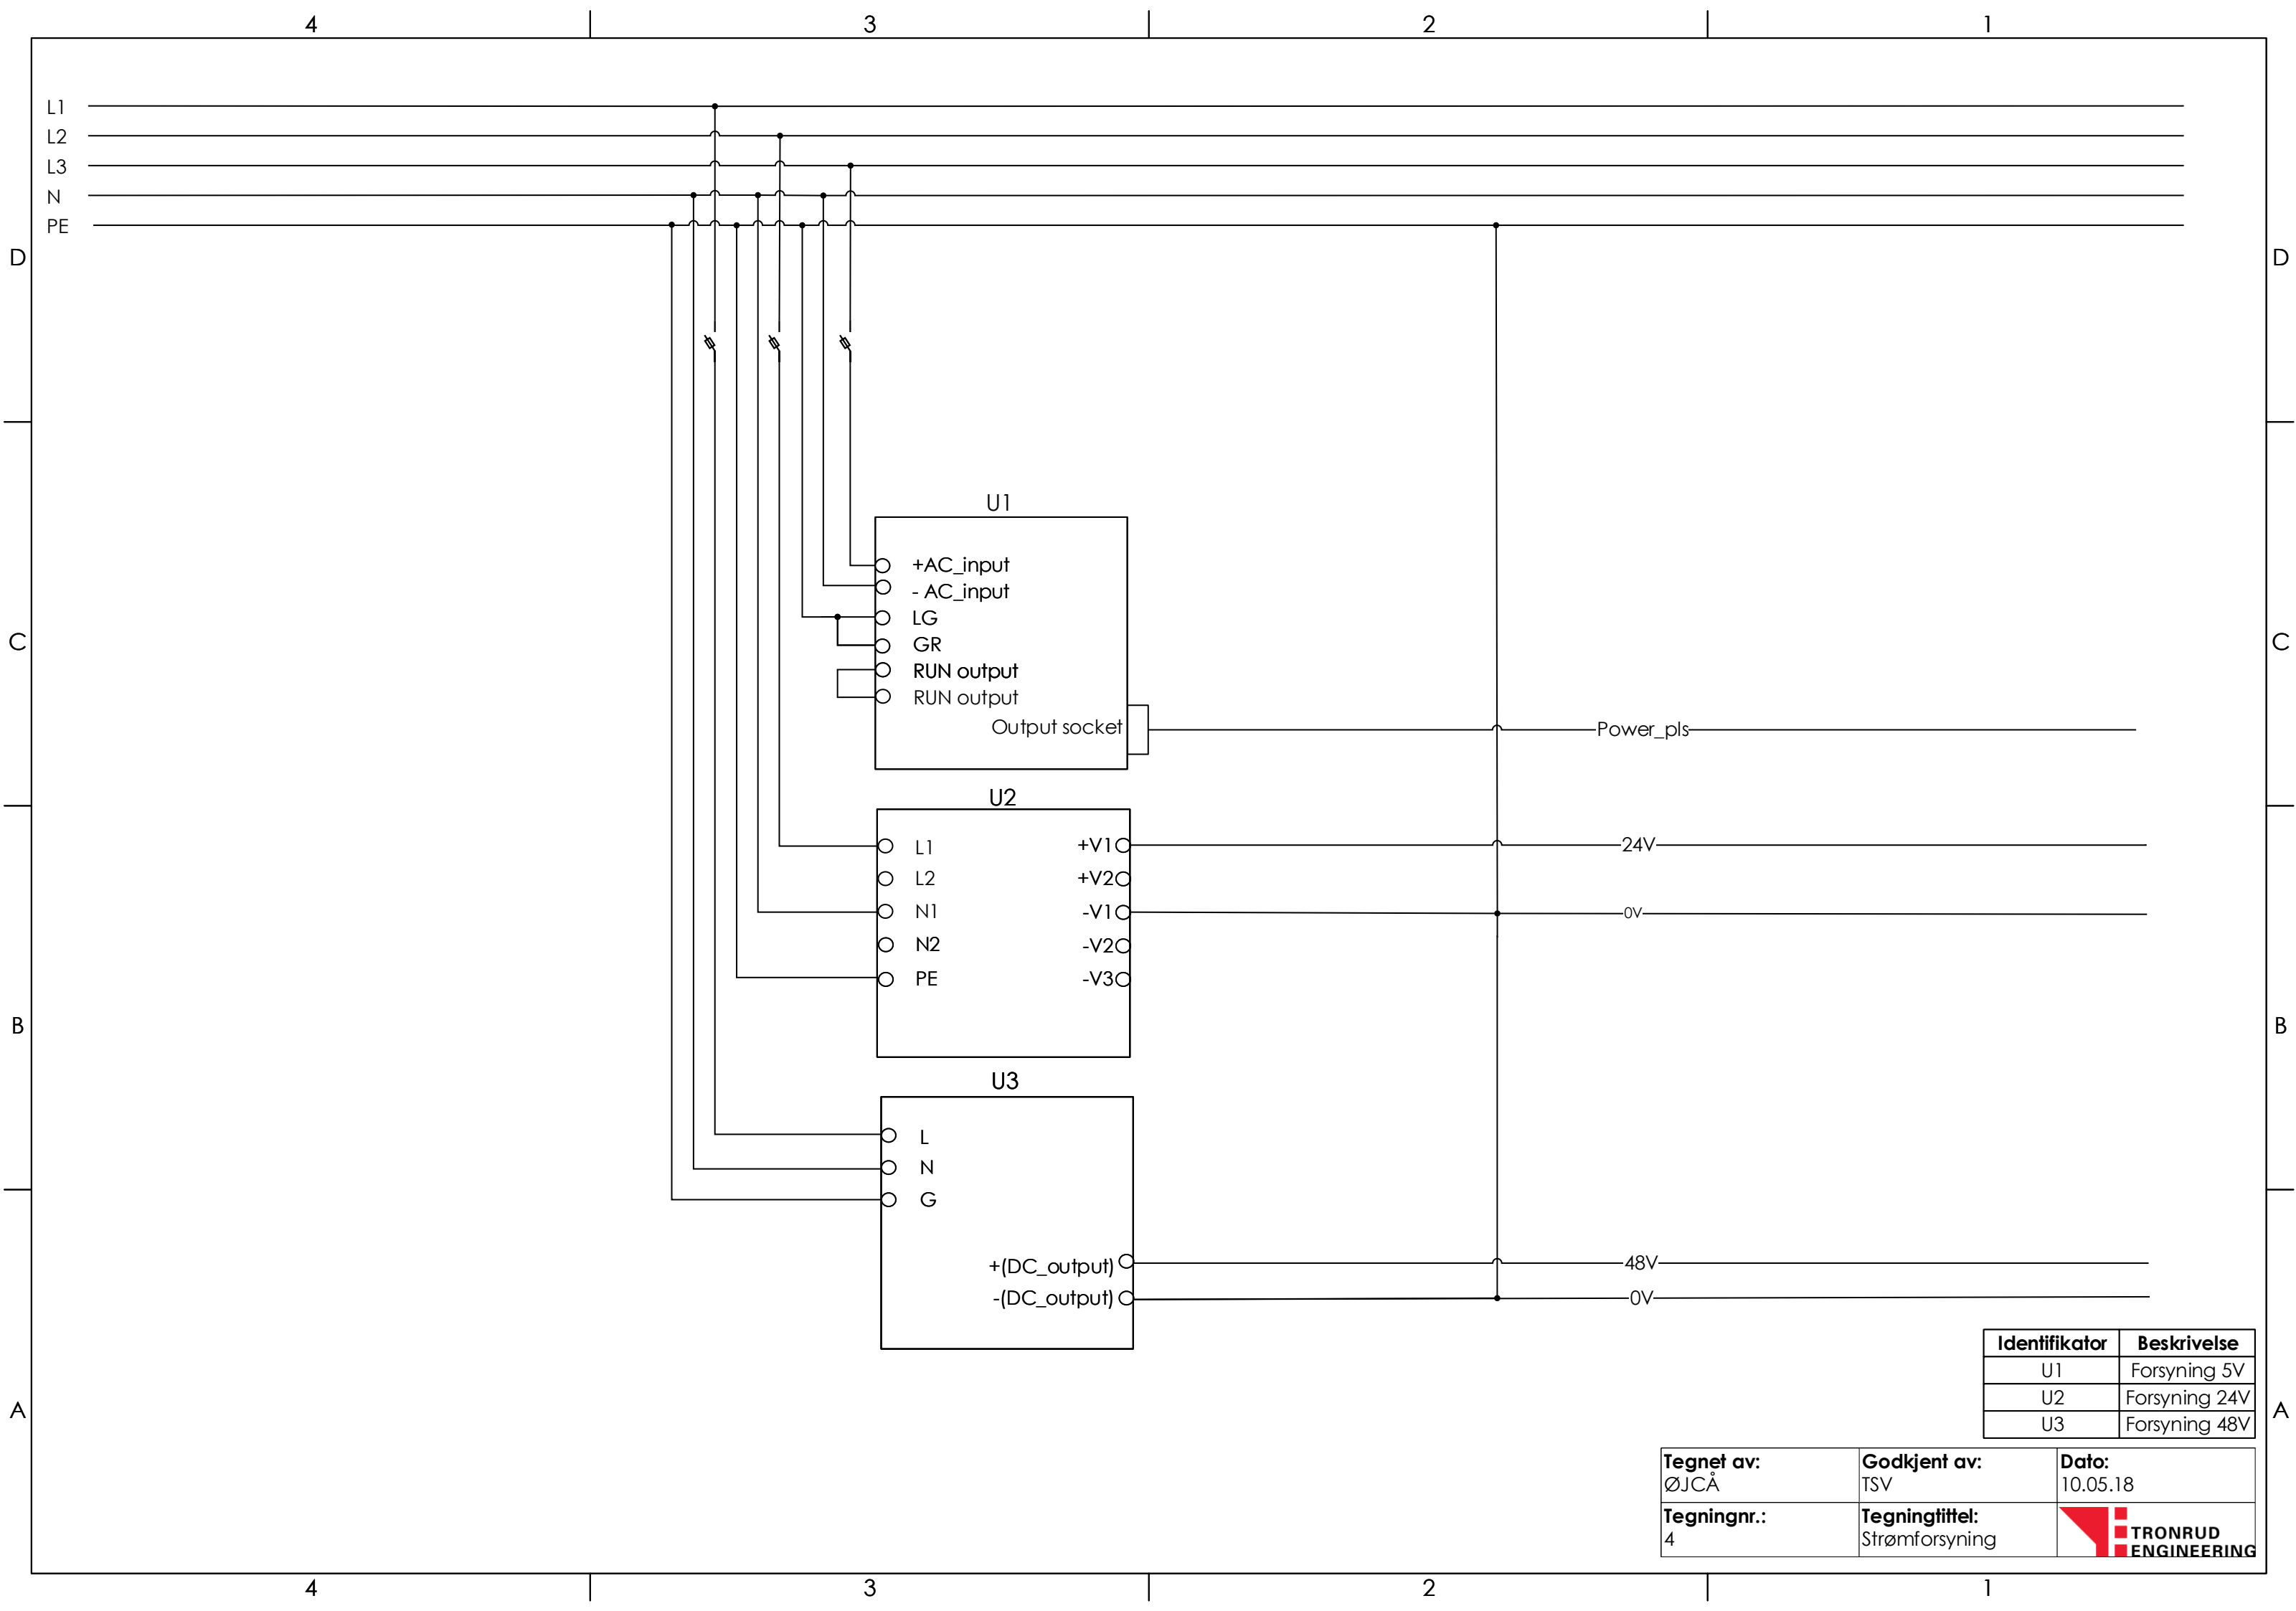 4 3 2 1
L1
L2
L3
N
PE
D D
U1
+AC_input
- AC_input
LG
GR
RUN output
RUN output
Output socket
Power_pls
C C
U2
L1 +V1 24V
L2 +V2
N1 -V1 0V
N2 -V2
PE -V3
B B
U3
L
N
G
+(DC_output) 48V
-(DC_output) 0V
Identifikator Beskrivelse
U1 Forsyning 5V
U2 Forsyning 24V
U3 Forsyning 48V
A A
Tegnet av: Godkjent av: Dato:
ØJCÅ TSV 10.05.18
Tegningnr.: Tegningtittel:
4 Strømforsyning
TRONRUD
ENGINEERING
4 3 2 1